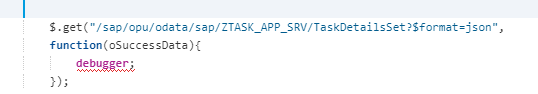 $.get("/sap/opu/odata/sap/ZTASK_APP_SRV/TaskDetailsSet?$format=json",
function(oSuccessData){
debugger;
});